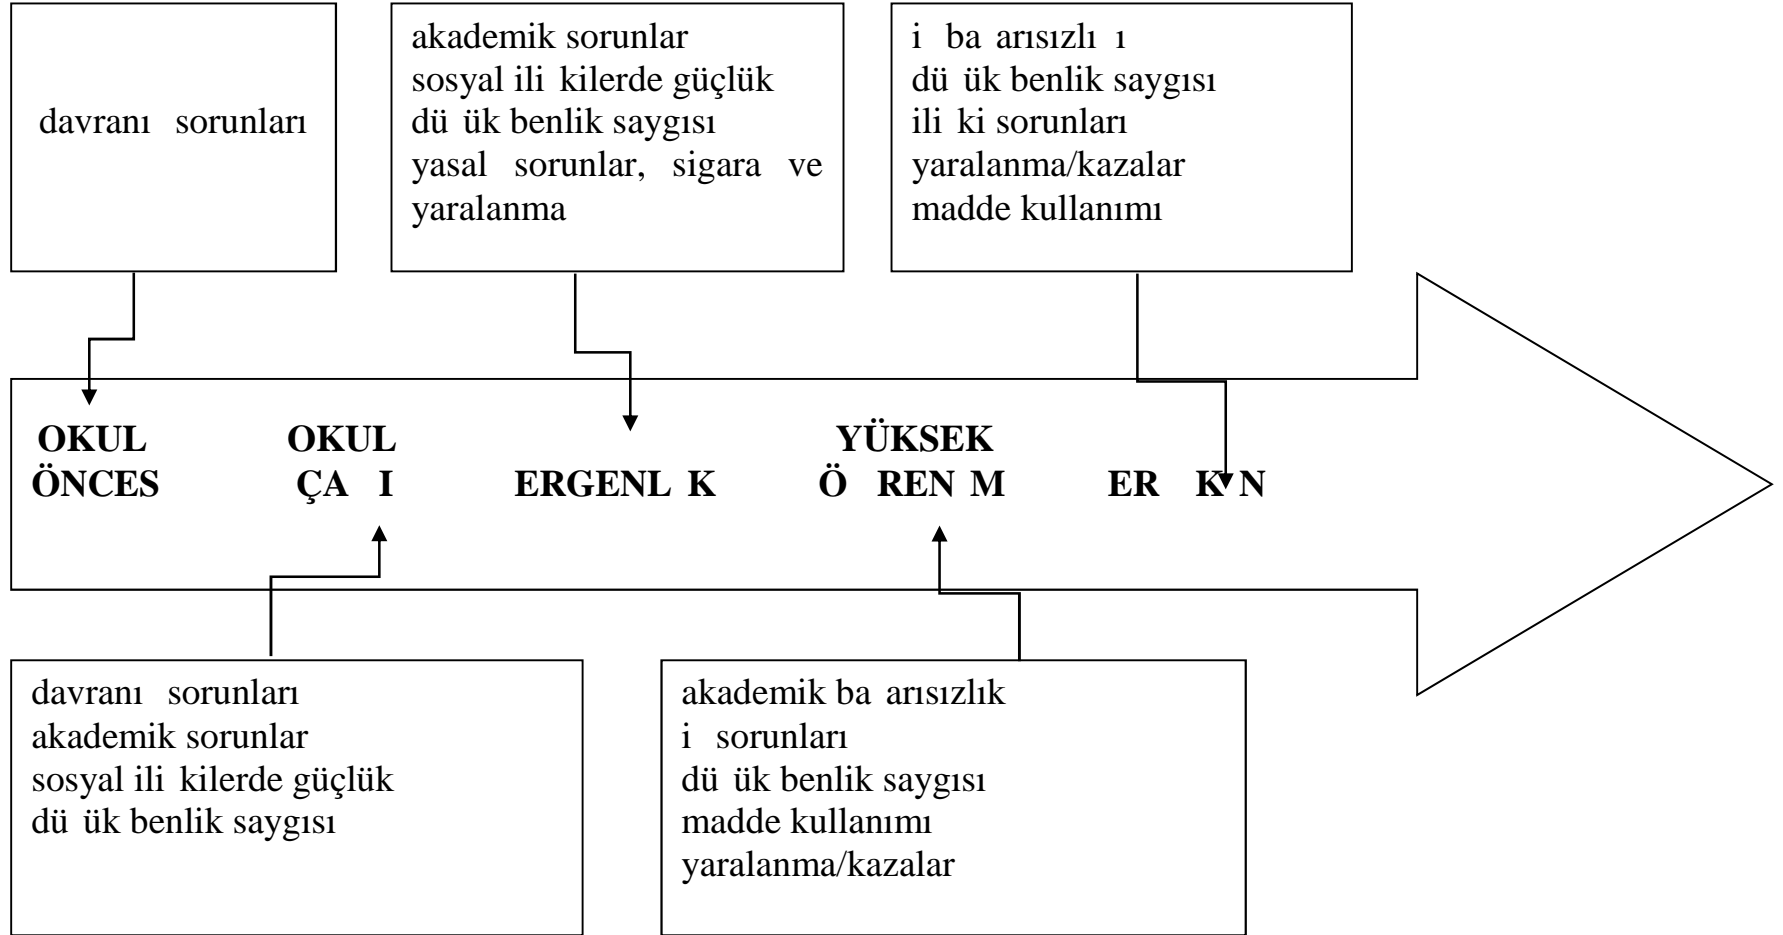 davranı sorunları
akademik sorunlar
sosyal ili kilerde güçlük
dü ük benlik saygısı
yasal sorunlar, sigara ve
yaralanma
i ba arısızlı ı
dü ük benlik saygısı
ili ki sorunları
yaralanma/kazalar
madde kullanımı
OKUL
ÖNCES
OKUL
ÇA I
ERGENL K
YÜKSEK
Ö REN M
ER K N
davranı sorunları
akademik sorunlar
sosyal ili kilerde güçlük
dü ük benlik saygısı
akademik ba arısızlık
i sorunları
dü ük benlik saygısı
madde kullanımı
yaralanma/kazalar